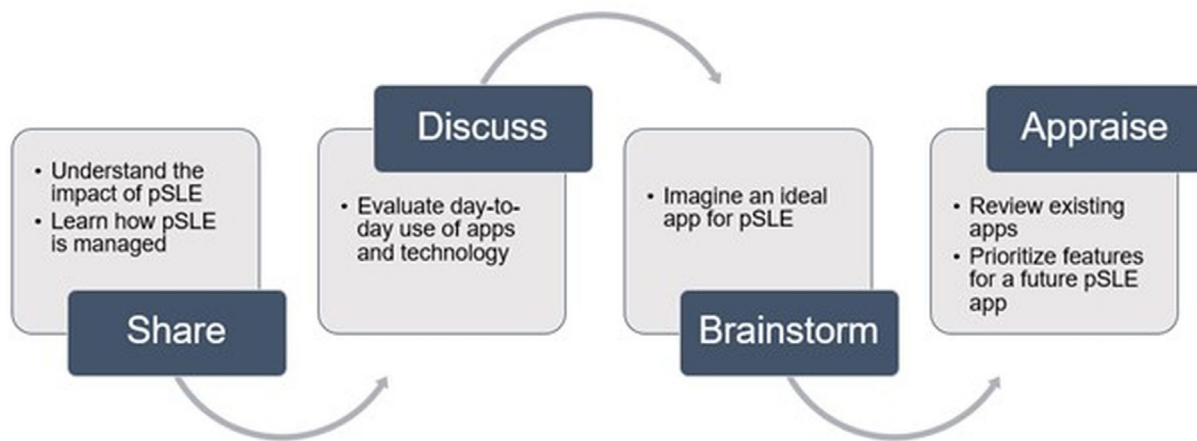 • Understand the
impact of pSLE
• Learn how pSLE
is managed
Share
Discuss
• Evaluate day-to-
day use of apps
and technology
• Imagine an ideal
app for pSLE
Brainstorm
Appraise
• Review existing
apps
• Prioritize features
for a future pSLE
app